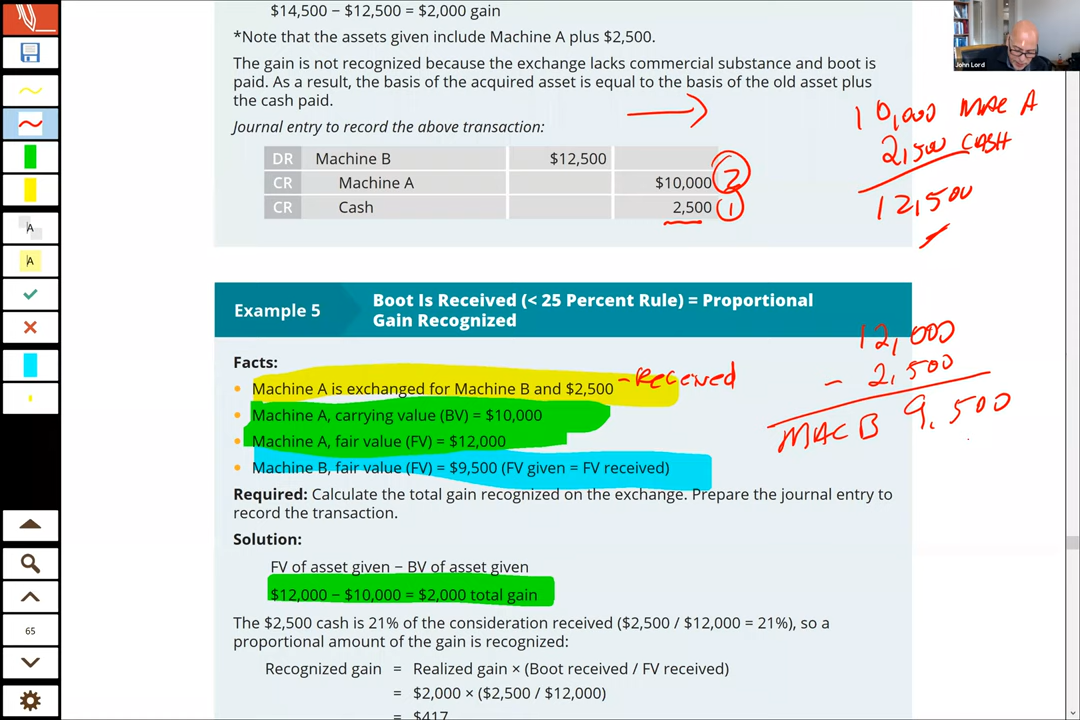 $14,500 − $12,500 = $2,000 gain
*Note that the assets given include Machine A plus $2,500.
The gain is not recognized because the exchange lacks commercial substance and boot is
paid. As a result, the basis of the acquired asset is equal to the basis of the old asset plus
the cash paid.
Journal entry to record the above transaction:
DR Machine B $12,500
CR Machine A $10,000 2
CR Cash 2,500 1
10,000 MAC A
2,500 CASH
12,500
John Lord
Example 5
Boot Is Received (< 25 Percent Rule) = Proportional
Gain Recognized
12,000
− 2,500
MAC B 9,500
Facts:
• Machine A is exchanged for Machine B and $2,500 - Received
• Machine A, carrying value (BV) = $10,000
• Machine A, fair value (FV) = $12,000
• Machine B, fair value (FV) = $9,500 (FV given = FV received)
Required: Calculate the total gain recognized on the exchange. Prepare the journal entry to
record the transaction.
Solution:
FV of asset given − BV of asset given
$12,000 − $10,000 = $2,000 total gain
The $2,500 cash is 21% of the consideration received ($2,500 / $12,000 = 21%), so a
proportional amount of the gain is recognized:
Recognized gain = Realized gain × (Boot received / FV received)
= $2,000 × ($2,500 / $12,000)
= $417
A
A
65